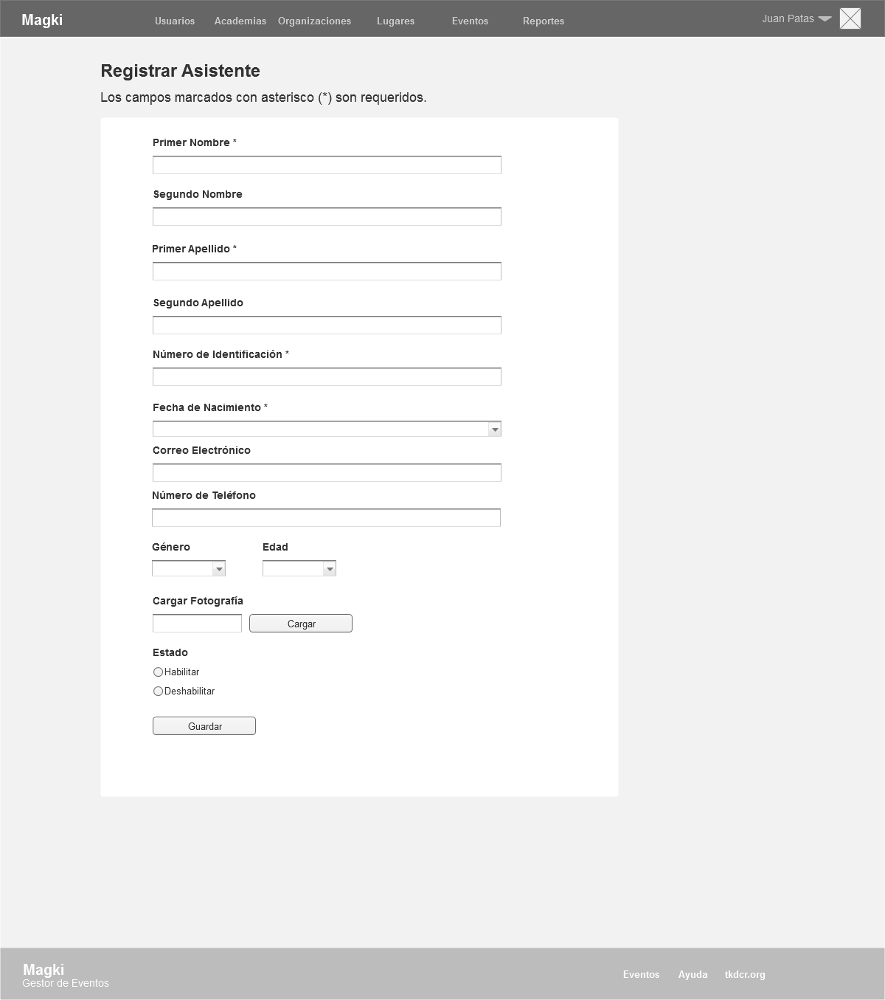 Magki Usuarios Academias Organizaciones Lugares Eventos Reportes Juan Patas
Registrar Asistente
Los campos marcados con asterisco (*) son requeridos.
Primer Nombre *
Segundo Nombre
Primer Apellido *
Segundo Apellido
Número de Identificación *
Fecha de Nacimiento *
Correo Electrónico
Número de Teléfono
Género Edad
Cargar Fotografía
Cargar
Estado
Habilitar
Deshabilitar
Guardar
Magki
Gestor de Eventos
Eventos Ayuda tkdcr.org